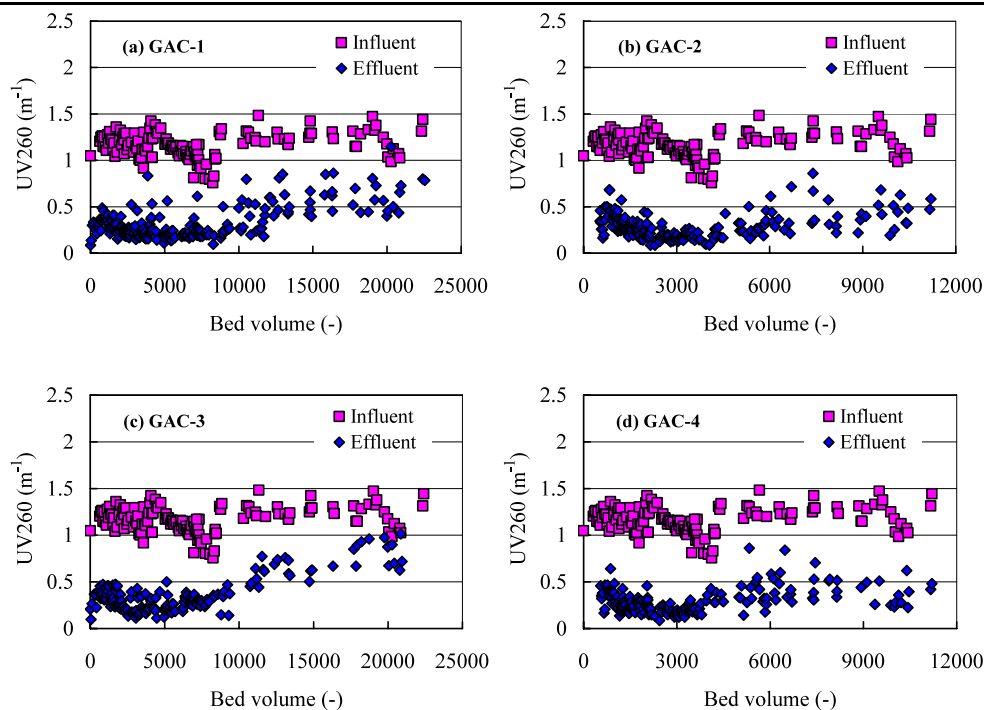 2.5
(a) GAC-1
Influent
Effluent
2
1.5
1
0.5
0
UV260 (m-1)
0 5000 10000 15000 20000 25000
Bed volume (-)
2.5
(b) GAC-2
Influent
Effluent
2
1.5
1
0.5
0
UV260 (m-1)
0 3000 6000 9000 12000
Bed volume (-)
2.5
(c) GAC-3
Influent
Effluent
2
1.5
1
0.5
0
UV260 (m-1)
0 5000 10000 15000 20000 25000
Bed volume (-)
2.5
(d) GAC-4
Influent
Effluent
2
1.5
1
0.5
0
UV260 (m-1)
0 3000 6000 9000 12000
Bed volume (-)